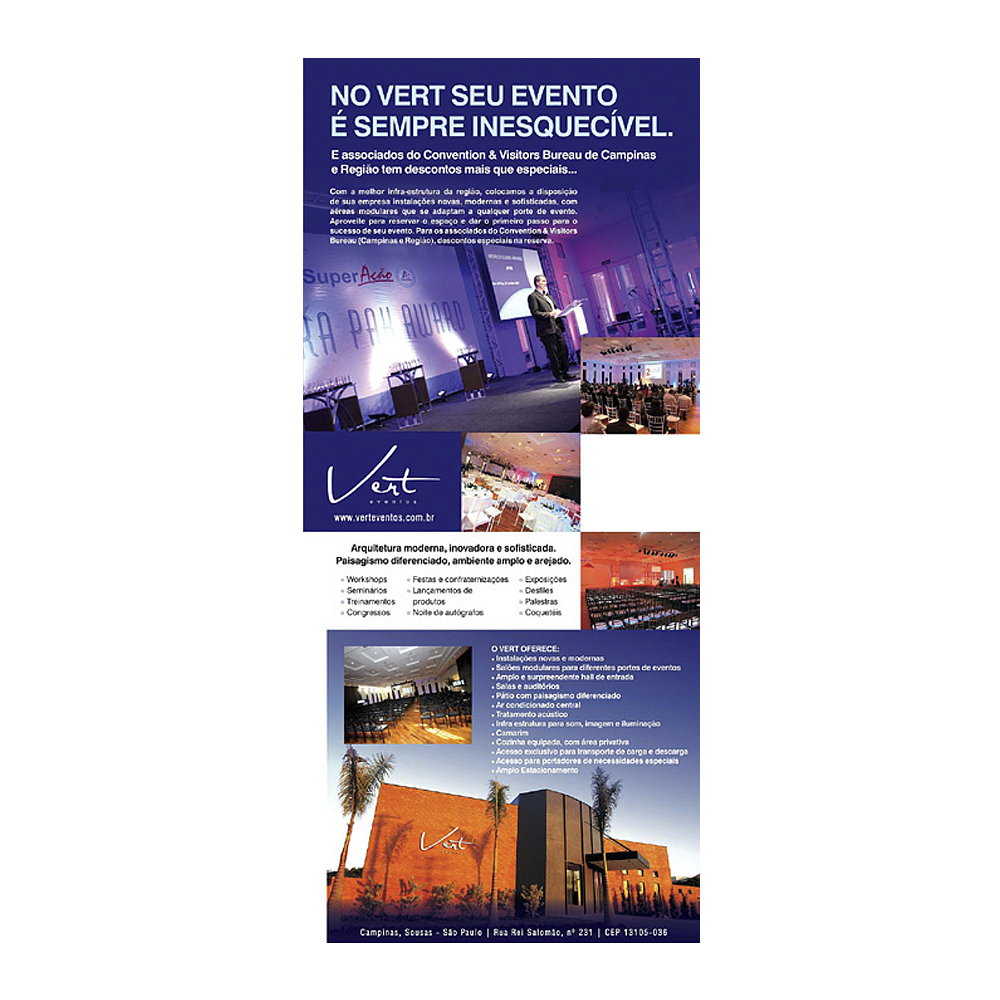 NO VERT SEU EVENTO
É SEMPRE INESQUECÍVEL.
E associados do Convention & Visitors Bureau de Campinas
e Região tem descontos mais que especiais...
Com a melhor infra-estrutura da região, colocamos a disposição
de sua empresa instalações novas, modernas e sofisticadas, com
aéreas modulares que se adaptam a qualquer porte de evento.
Aproveite para reservar o espaço e dar o primeiro passo para o
sucesso de seu evento. Para os associados do Convention & Visitors
Bureau (Campinas e Região), descontos especiais na reserva.
SuperAção
PAX AWARD
Vert
eventos
www.verteventos.com.br
Arquitetura moderna, inovadora e sofisticada.
Paisagismo diferenciado, ambiente amplo e arejado.
Workshops
Seminários
Treinamentos
Congressos
Festas e confraternizações
Lançamentos de
produtos
Noite de autógrafos
Exposições
Desfiles
Palestras
Coquetéis
O VERT OFERECE:
Instalações novas e modernas
Salões modulares para diferentes portes de eventos
Amplo e surpreendente hall de entrada
Salas e auditórios
Pátio com paisagismo diferenciado
Ar condicionado central
Tratamento acústico
Infra estrutura para som, imagem e iluminação
Camarim
Cozinha equipada, com área privativa
Acesso exclusivo para transporte de carga e descarga
Acesso para portadores de necessidades especiais
Amplo Estacionamento
Vert
Campinas, Sousas - São Paulo | Rua Rei Salomão, nº 231 | CEP 13105-036